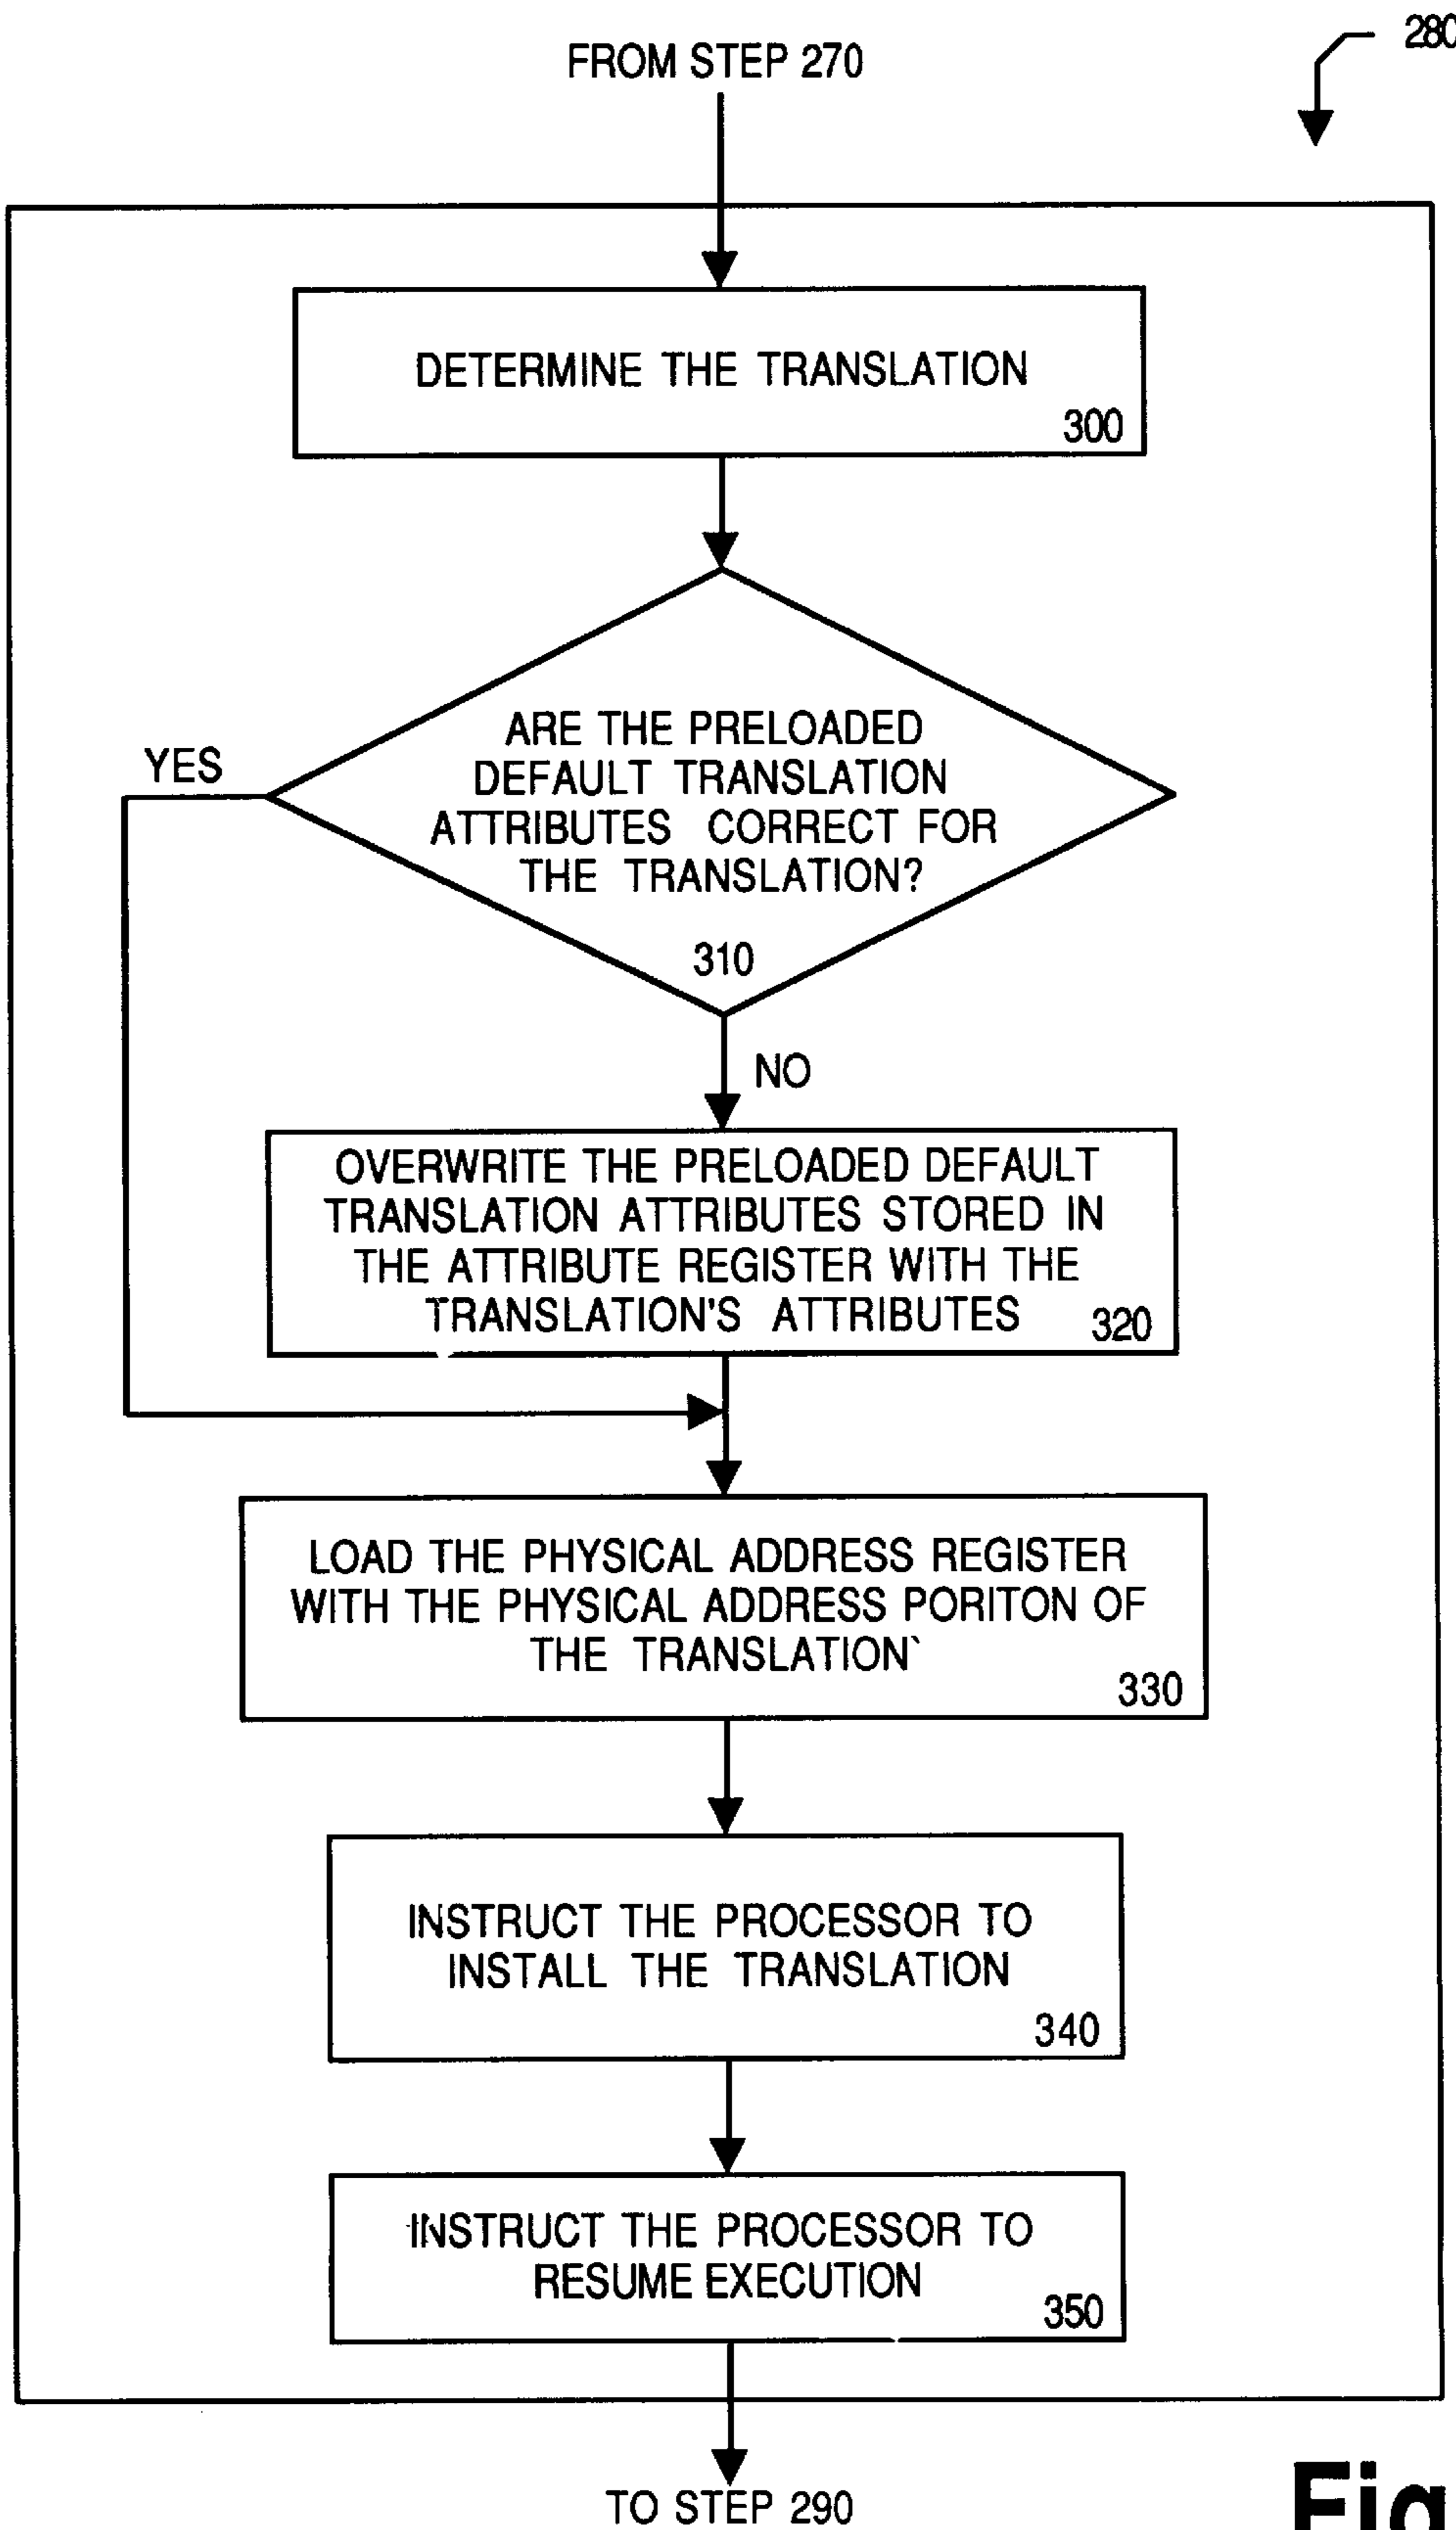 280
FROM STEP 270
DETERMINE THE TRANSLATION
300
ARE THE PRELOADED
DEFAULT TRANSLATION
ATTRIBUTES CORRECT FOR
THE TRANSLATION?
310
YES
NO
OVERWRITE THE PRELOADED DEFAULT
TRANSLATION ATTRIBUTES STORED IN
THE ATTRIBUTE REGISTER WITH THE
TRANSLATION'S ATTRIBUTES
320
LOAD THE PHYSICAL ADDRESS REGISTER
WITH THE PHYSICAL ADDRESS PORITON OF
THE TRANSLATION`
330
INSTRUCT THE PROCESSOR TO
INSTALL THE TRANSLATION
340
INSTRUCT THE PROCESSOR TO
RESUME EXECUTION
350
TO STEP 290
Fig